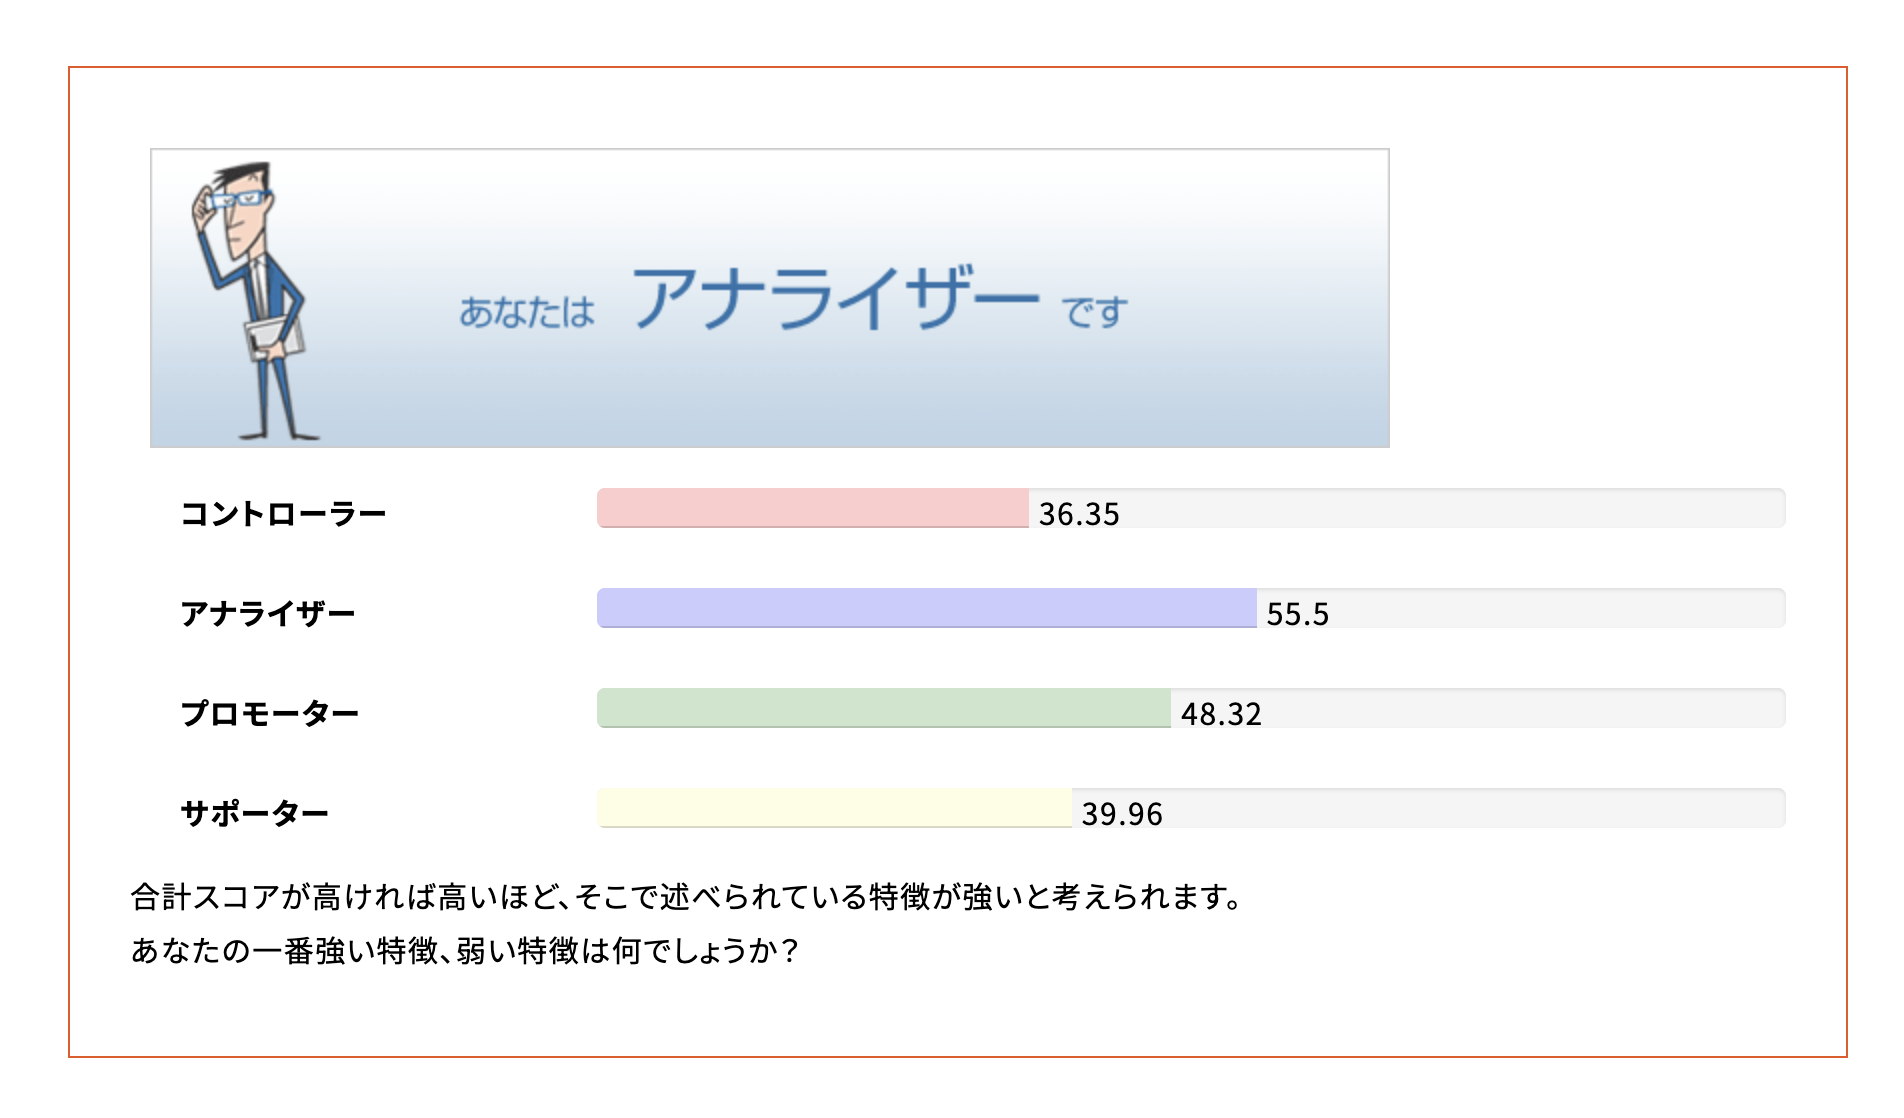 あなたは アナライザー です
コントローラー 36.35
アナライザー 55.5
プロモーター 48.32
サポーター 39.96
合計スコアが高ければ高いほど、そこで述べられている特徴が強いと考えられます。
あなたの一番強い特徴、弱い特徴は何でしょうか？